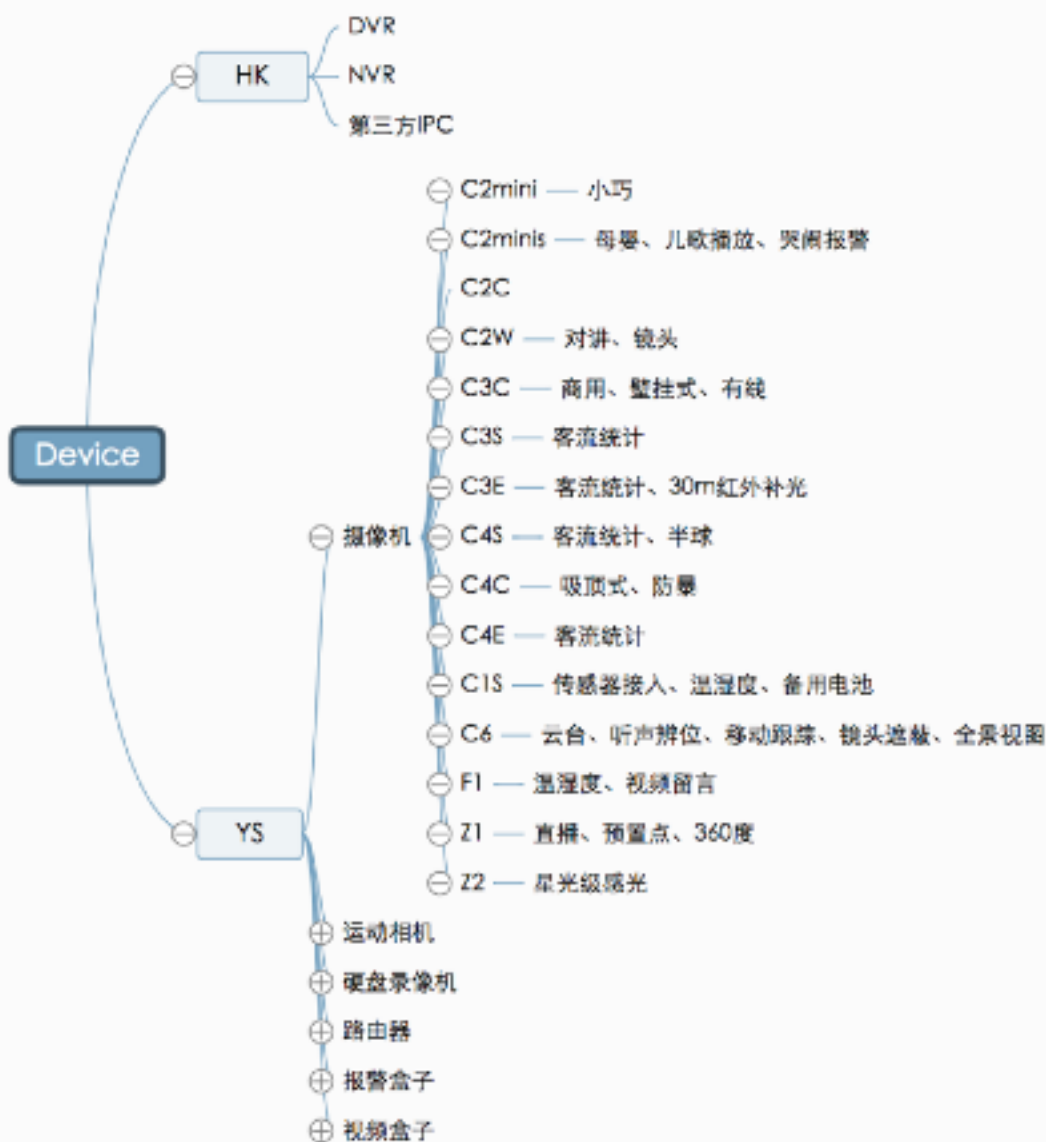 DVR
HK
NVR
第三方IPC
C2mini 小巧
C2minis 母婴、儿歌播放、哭闹报警
C2C
C2W 对讲、镜头
C3C 商用、壁挂式、有线
C3S 客流统计
Device
C3E 客流统计、30m红外补光
摄像机
C4S 客流统计、半球
C4C 吸顶式、防暴
C4E 客流统计
C1S 传感器接入、温湿度、备用电池
C6 云台、听声辨位、移动跟踪、镜头遮蔽、全景视图
F1 温湿度、视频留言
YS
Z1 直播、预置点、360度
Z2 星光级感光
运动相机
硬盘录像机
路由器
报警盒子
视频盒子